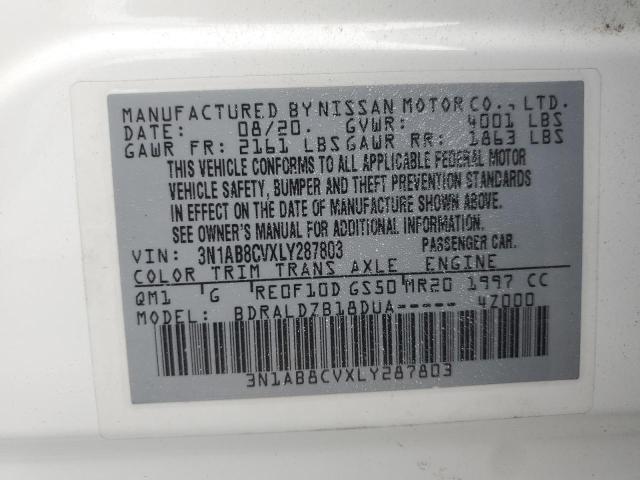 MANUFACTURED BY NISSAN MOTOR CO., LTD.
DATE: 08/20. GVWR: 4001 LBS
GAWR FR: 2161 LBS GAWR RR: 1863 LBS
THIS VEHICLE CONFORMS TO ALL APPLICABLE FEDERAL MOTOR
VEHICLE SAFETY, BUMPER AND THEFT PREVENTION STANDARDS
IN EFFECT ON THE DATE OF MANUFACTURE SHOWN ABOVE.
SEE OWNER'S MANUAL FOR ADDITIONAL INFORMATION.
VIN: 3N1AB8CVXLY287803 PASSENGER CAR.
COLOR TRIM TRANS AXLE ENGINE
QM1 G RE0F10D GS50 MR20 1997 CC
MODEL: BDRALDZB18DUA----- 4Z000
3N1AB8CVXLY287803